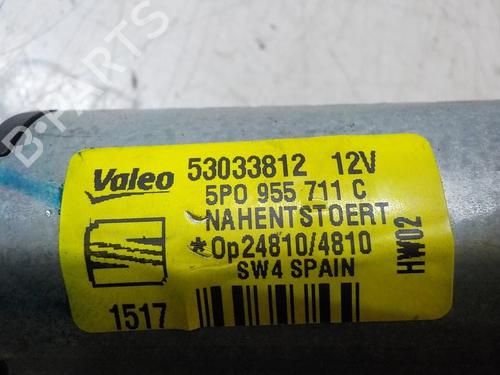 Valeo 53033812 12V
5P0 955 711 C
NAHENTSTOERT
*Op24810/4810
SW4 SPAIN
1517
HW02
B-PARTS